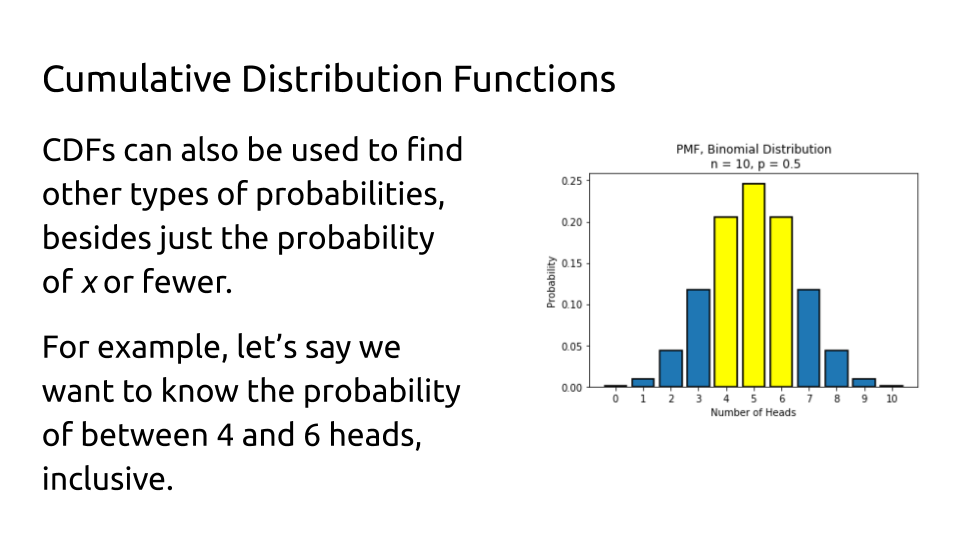 Cumulative Distribution Functions
CDFs can also be used to find
other types of probabilities,
besides just the probability
of x or fewer.
For example, let’s say we
want to know the probability
of between 4 and 6 heads,
inclusive.
PMF, Binomial Distribution
n = 10, p = 0.5
Probability
0.25
0.20
0.15
0.10
0.05
0.00
0 1 2 3 4 5 6 7 8 9 10
Number of Heads